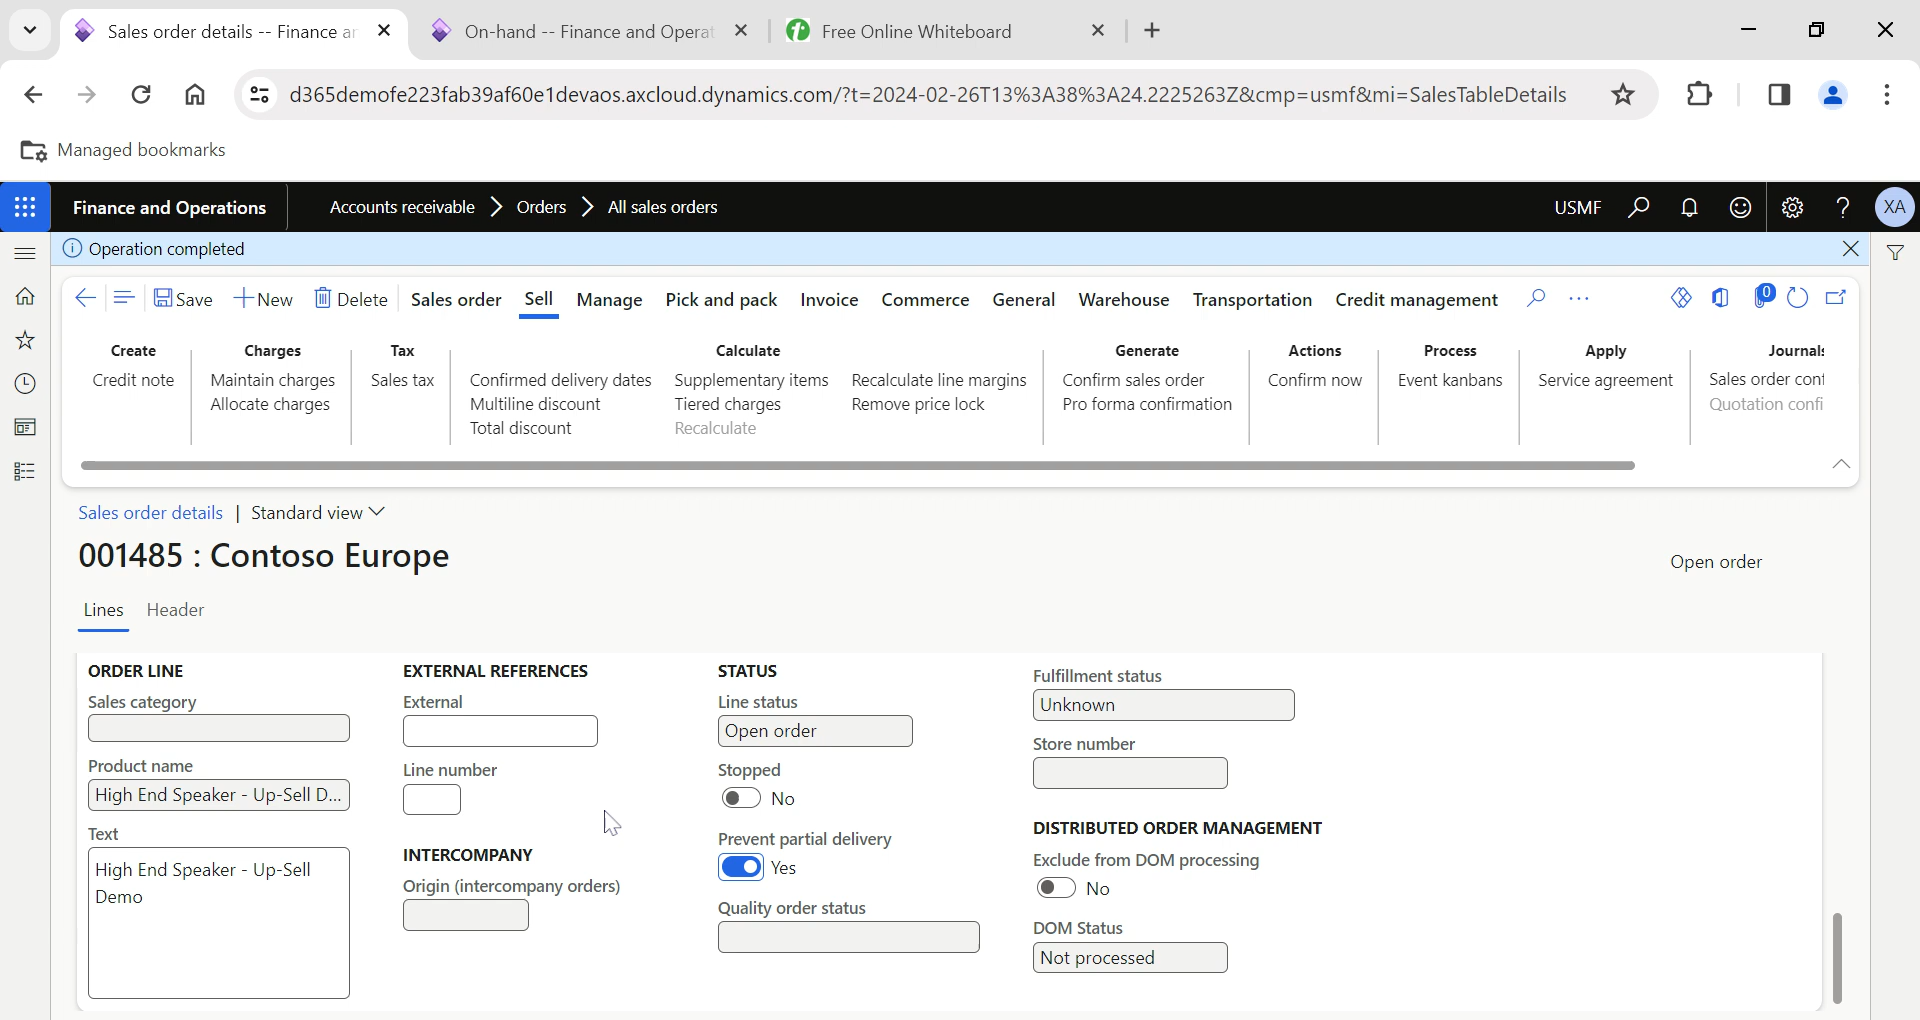 Sales order details -- Finance ar
On-hand -- Finance and Operat
Free Online Whiteboard
d365demofe223fab39af60e1devaos.axcloud.dynamics.com/?t=2024-02-26T13%3A38%3A24.2225263Z&cmp=usmf&mi=SalesTableDetails
Managed bookmarks
Finance and Operations
Accounts receivable > Orders > All sales orders
USMF
XA
Operation completed
Save
New
Delete
Sales order
Sell
Manage
Pick and pack
Invoice
Commerce
General
Warehouse
Transportation
Credit management
0
Create
Credit note
Charges
Maintain charges
Allocate charges
Tax
Sales tax
Calculate
Confirmed delivery dates
Multiline discount
Total discount
Supplementary items
Tiered charges
Recalculate
Recalculate line margins
Remove price lock
Generate
Confirm sales order
Pro forma confirmation
Actions
Confirm now
Process
Event kanbans
Apply
Service agreement
Journals
Sales order conf
Quotation confi
Sales order details | Standard view
001485 : Contoso Europe
Open order
Lines
Header
ORDER LINE
Sales category
Product name
High End Speaker - Up-Sell D...
Text
High End Speaker - Up-Sell
Demo
EXTERNAL REFERENCES
External
Line number
INTERCOMPANY
Origin (intercompany orders)
STATUS
Line status
Open order
Stopped
No
Prevent partial delivery
Yes
Quality order status
Fulfillment status
Unknown
Store number
DISTRIBUTED ORDER MANAGEMENT
Exclude from DOM processing
No
DOM Status
Not processed